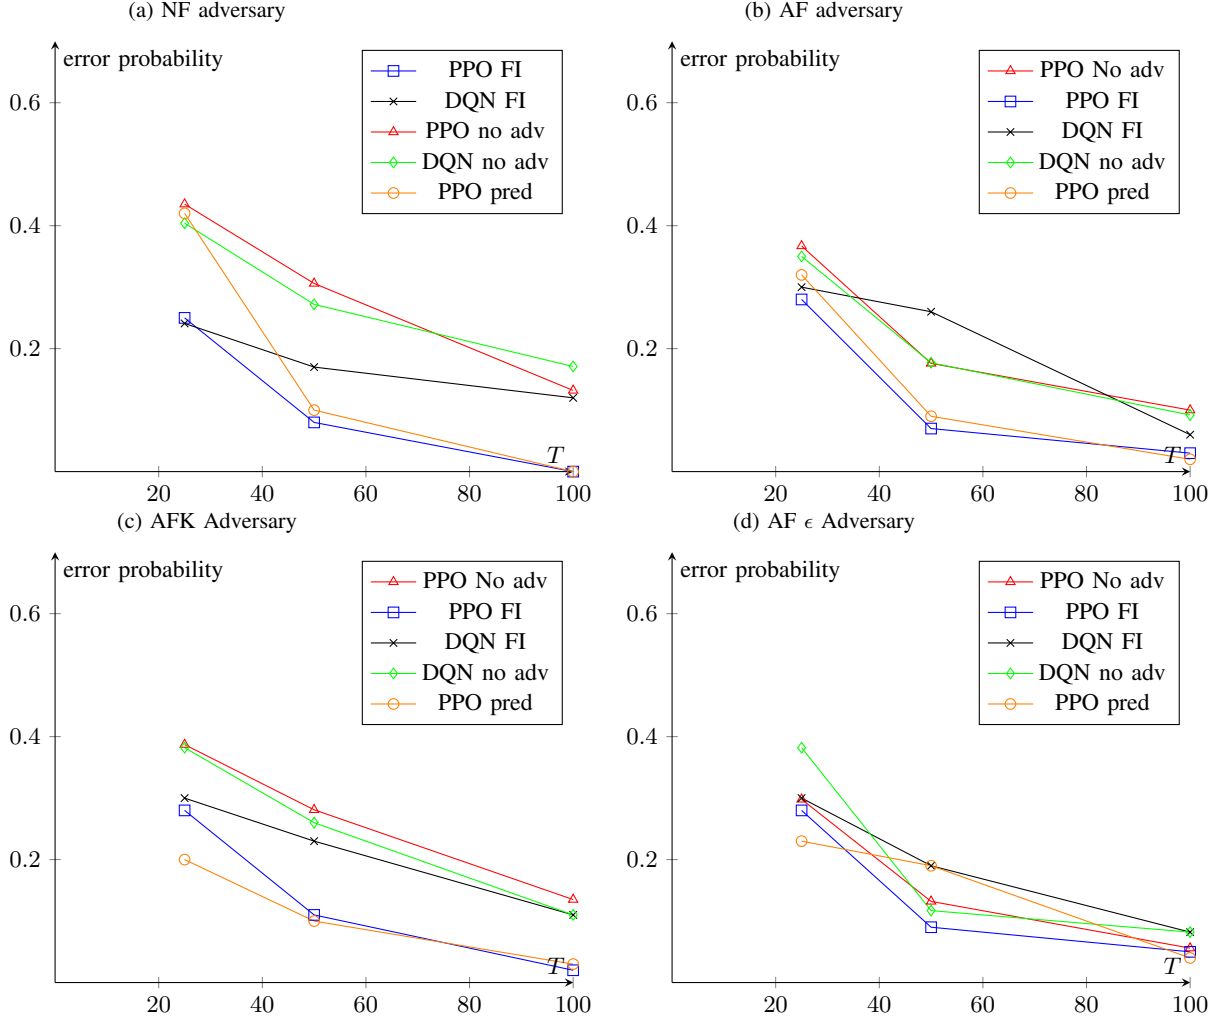 (a) NF adversary
error probability
0.6
0.4
0.2
20 40 60 80 100
T
PPO FI
DQN FI
PPO no adv
DQN no adv
PPO pred
(b) AF adversary
error probability
0.6
0.4
0.2
20 40 60 80 100
T
PPO No adv
PPO FI
DQN FI
DQN no adv
PPO pred
(c) AFK Adversary
error probability
0.6
0.4
0.2
20 40 60 80 100
T
PPO No adv
PPO FI
DQN FI
DQN no adv
PPO pred
(d) AF ϵ Adversary
error probability
0.6
0.4
0.2
20 40 60 80 100
T
PPO No adv
PPO FI
DQN FI
DQN no adv
PPO pred